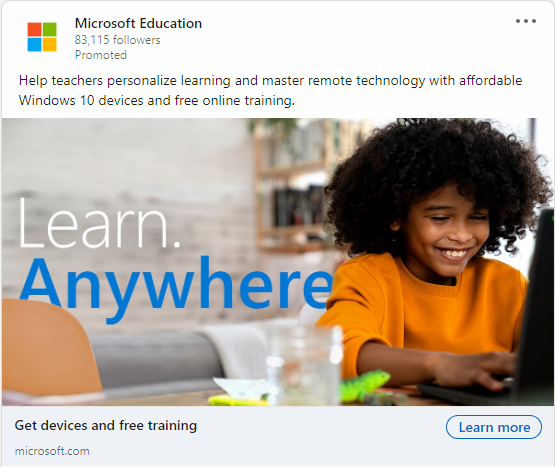 Microsoft Education
83,115 followers
Promoted
Help teachers personalize learning and master remote technology with affordable
Windows 10 devices and free online training.
Learn.
Anywhere
Get devices and free training
Learn more
microsoft.com